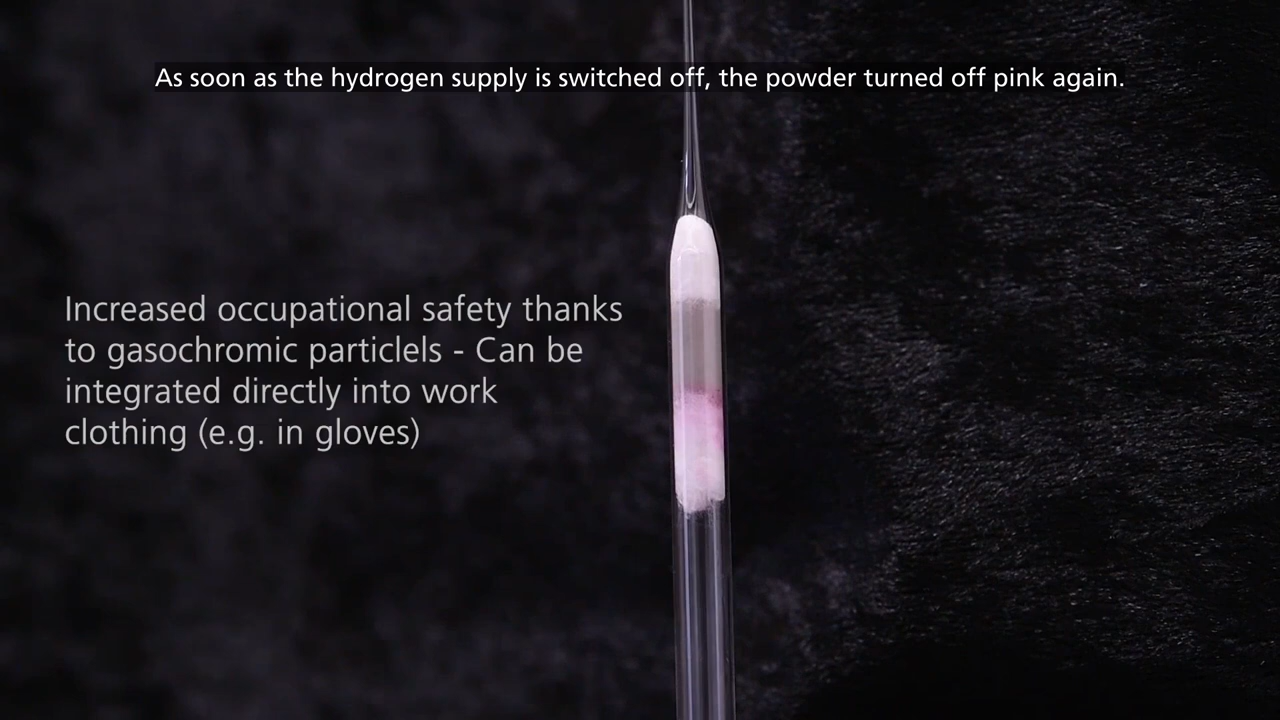 As soon as the hydrogen supply is switched off, the powder turned off pink again.
Increased occupational safety thanks
to gasochromic particlels - Can be
integrated directly into work
clothing (e.g. in gloves)